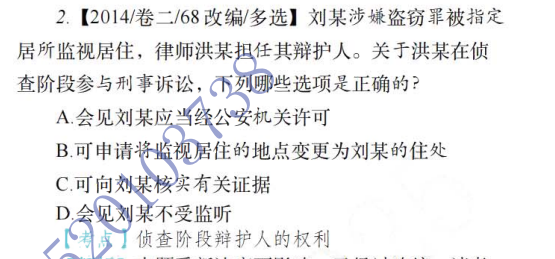 2.【2014/卷二/68改编/多选】刘某涉嫌盗窃罪被指定
居所监视居住，律师洪某担任其辩护人。关于洪某在侦
查阶段参与刑事诉讼，下列哪些选项是正确的？
A.会见刘某应当经公安机关许可
B.可申请将监视居住的地点变更为刘某的住处
C.可向刘某核实有关证据
D.会见刘某不受监听
【考点】侦查阶段辩护人的权利
5201037738